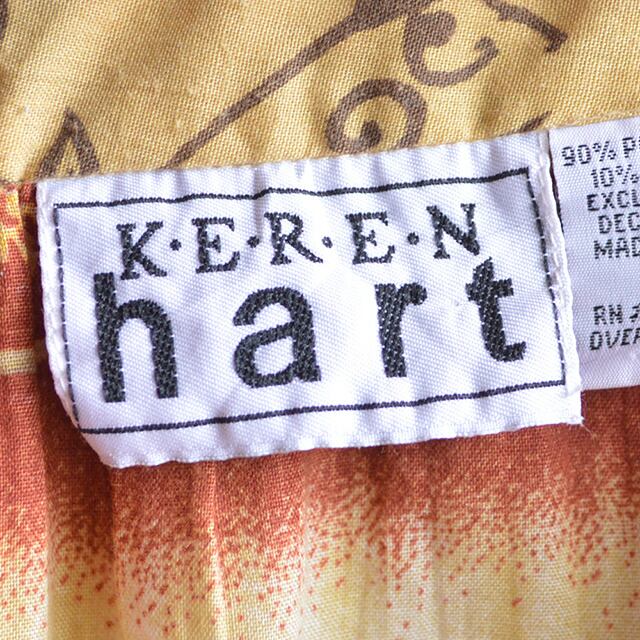 K·E·R·E·N
hart
90%
10%
EXCL
DEC
MAD
RN #
OVER